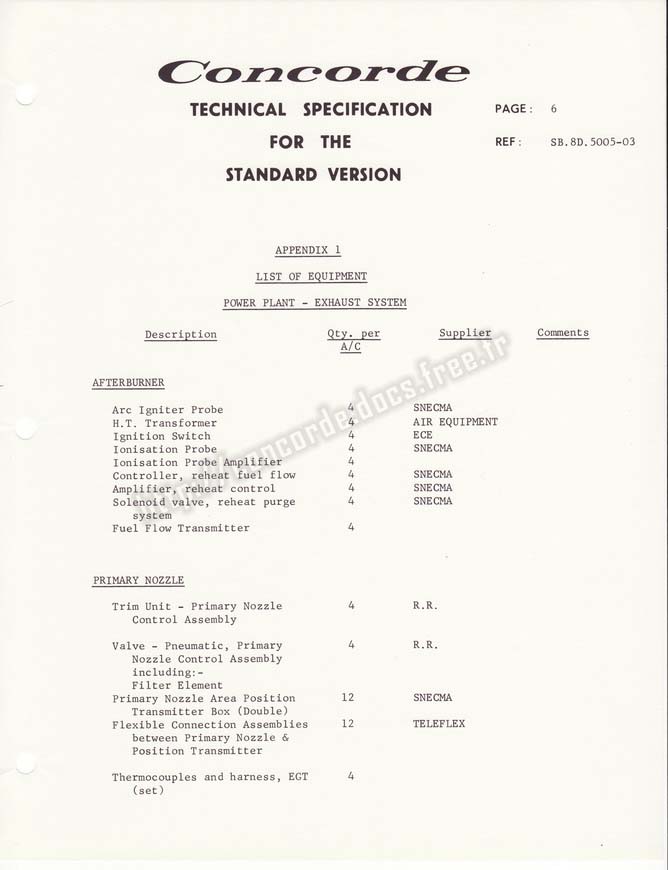 Concorde
TECHNICAL SPECIFICATION PAGE: 6
FOR THE REF: SB.8D.5005-03
STANDARD VERSION
APPENDIX 1
LIST OF EQUIPMENT
POWER PLANT - EXHAUST SYSTEM
Description Qty. per Supplier Comments
A/C
AFTERBURNER
Arc Igniter Probe 4 SNECMA
H.T. Transformer 4 AIR EQUIPMENT
Ignition Switch 4 ECE
Ionisation Probe 4 SNECMA
Ionisation Probe Amplifier 4
Controller, reheat fuel flow 4 SNECMA
Amplifier, reheat control 4 SNECMA
Solenoid valve, reheat purge 4 SNECMA
system
Fuel Flow Transmitter 4
PRIMARY NOZZLE
Trim Unit - Primary Nozzle 4 R.R.
Control Assembly
Valve - Pneumatic, Primary 4 R.R.
Nozzle Control Assembly
including:-
Filter Element
Primary Nozzle Area Position 12 SNECMA
Transmitter Box (Double)
Flexible Connection Assemblies 12 TELEFLEX
between Primary Nozzle &
Position Transmitter
Thermocouples and harness, EGT 4
(set)
http://concorde.docs.free.fr